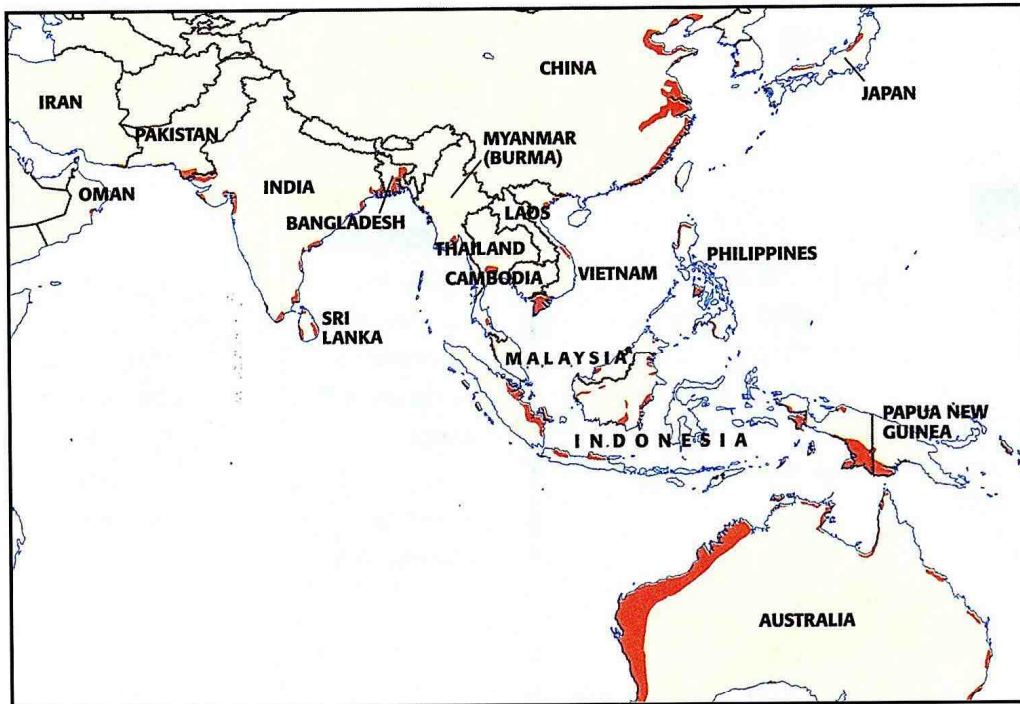 CHINA
JAPAN
IRAN
PAKISTAN
MYANMAR
(BURMA)
OMAN
INDIA
BANGLADESH
LAOS
THAILAND
CAMBODIA
VIETNAM
PHILIPPINES
SRI
LANKA
MALAYSIA
PAPUA NEW
GUINEA
INDONESIA
AUSTRALIA